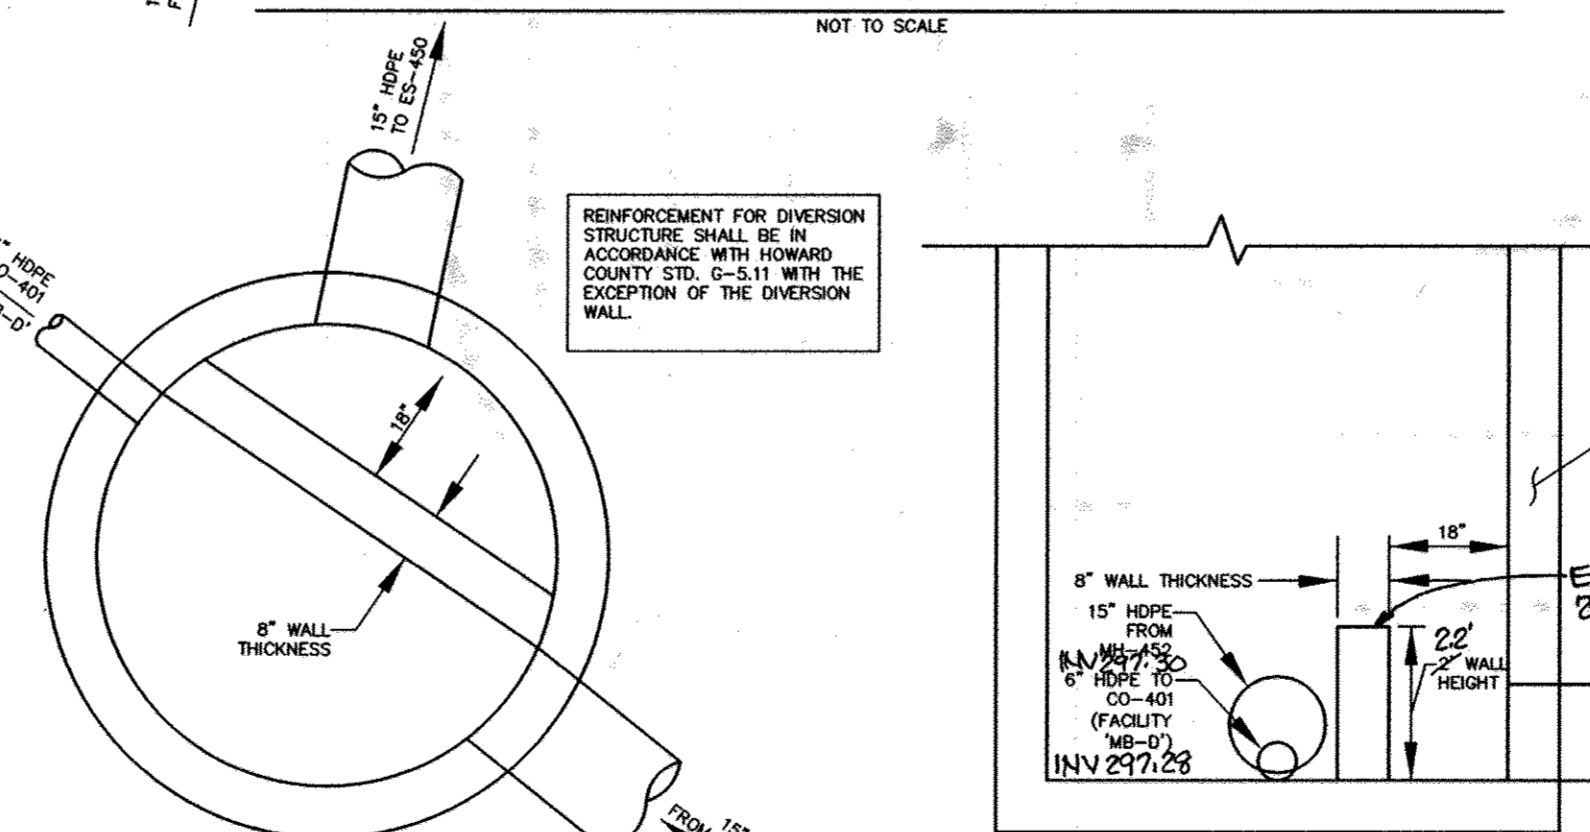 NOT TO SCALE
15" HDPE
TO ES-450
REINFORCEMENT FOR DIVERSION
STRUCTURE SHALL BE IN
ACCORDANCE WITH HOWARD
COUNTY STD. G-5.11 WITH THE
EXCEPTION OF THE DIVERSION
WALL.
HDPE
18"
8" WALL
THICKNESS
FROM
15"
18"
8" WALL THICKNESS
15" HDPE
FROM
MH-452
INV 297.30
6" HDPE TO
CO-401
(FACILITY
'MB-D')
INV 297.28
2.2'
2' WALL
HEIGHT